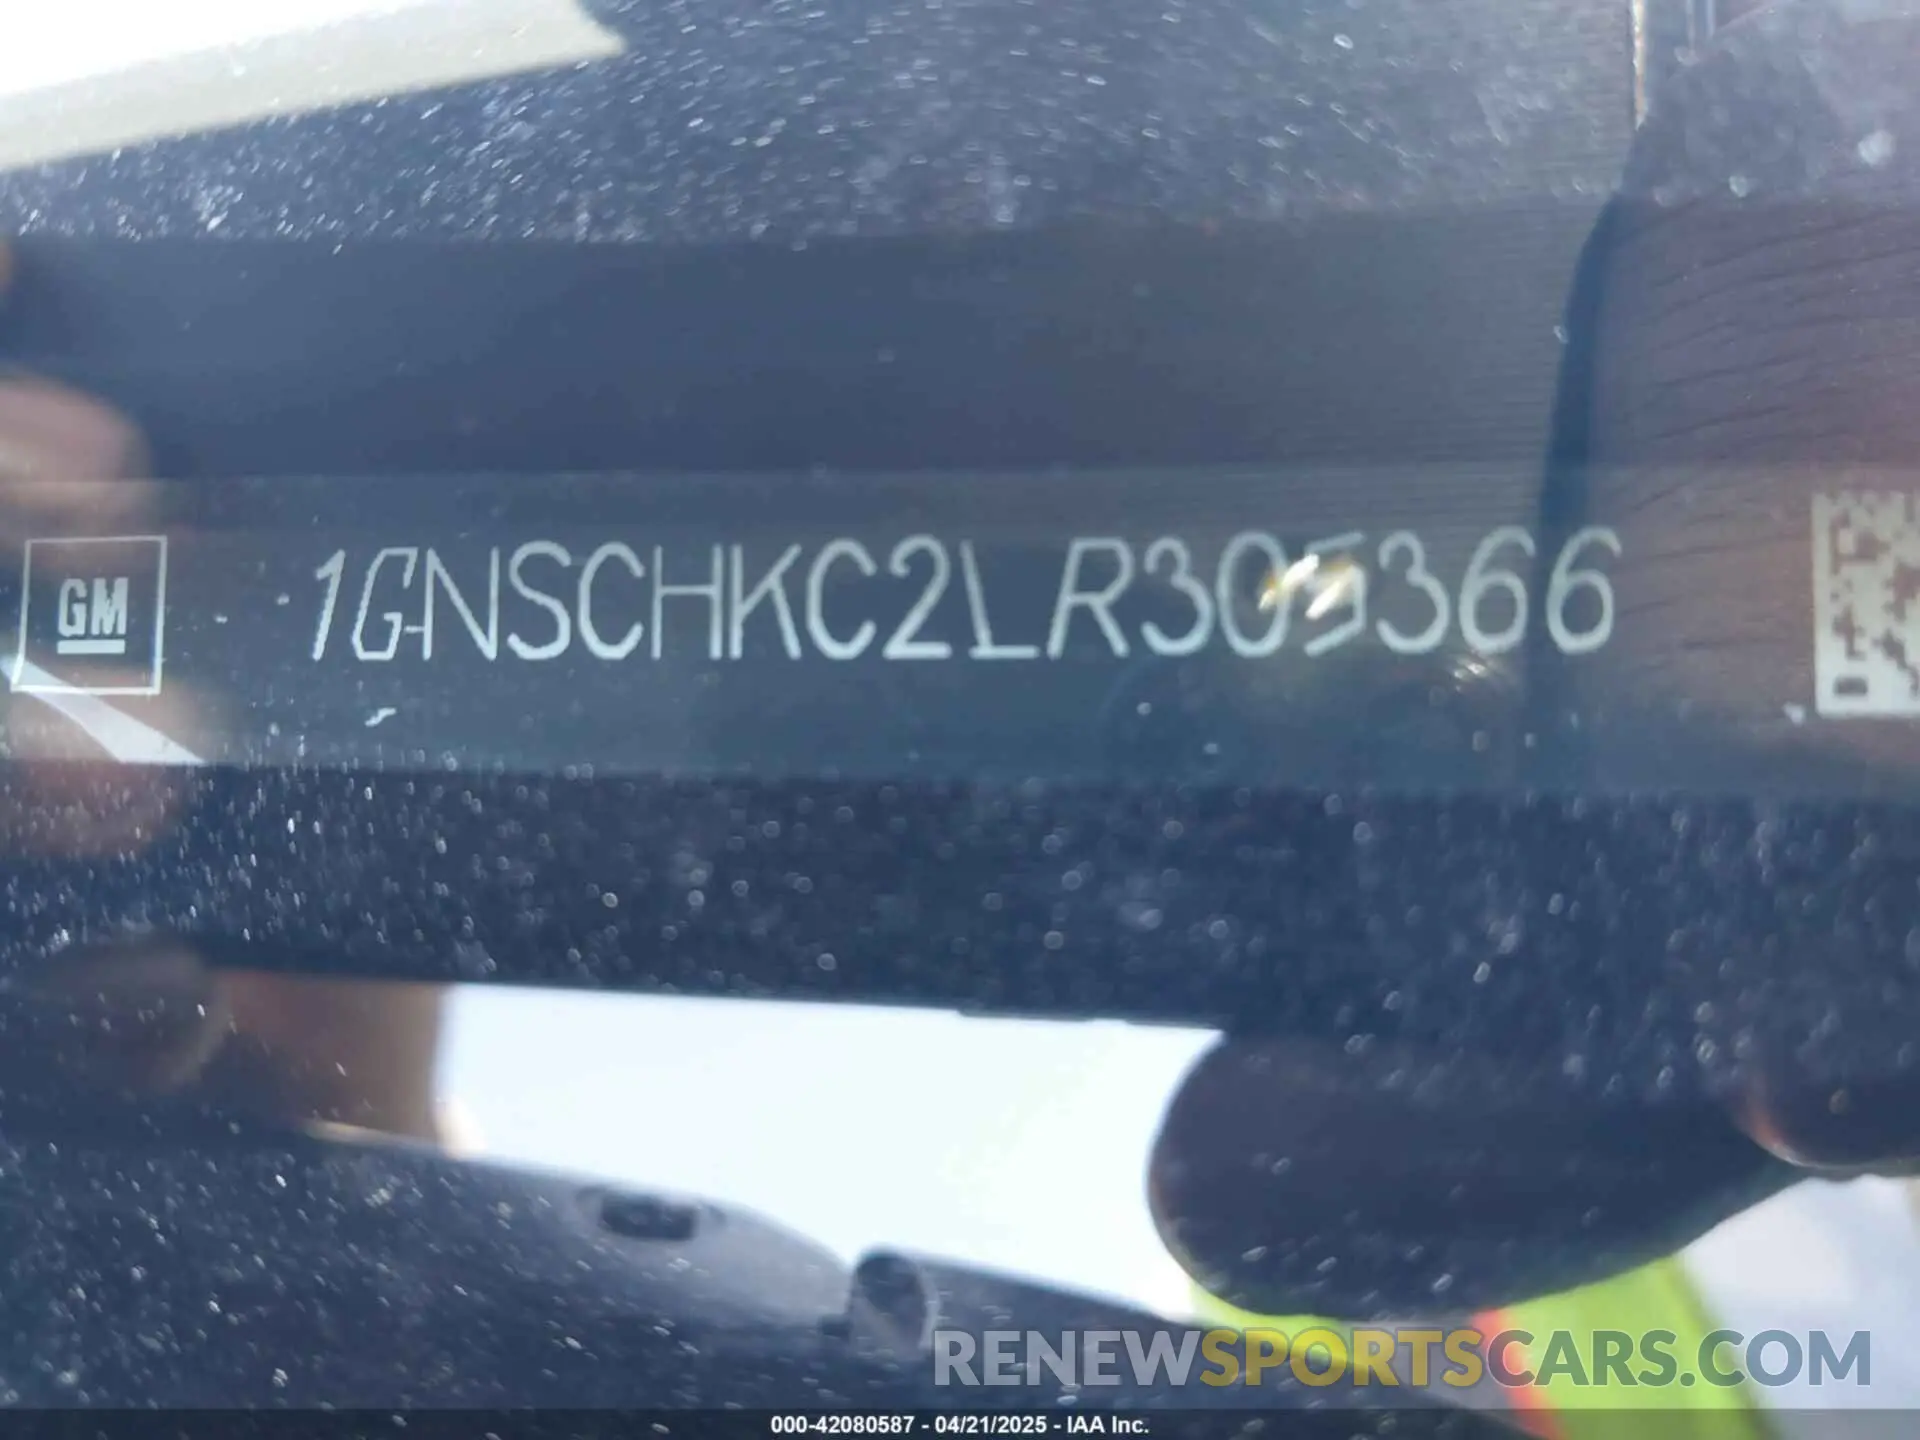 GM 1GNSCHKC2LR305366
RENEWSPORTSCARS.COM
000-42080587 - 04/21/2025 - IAA Inc.